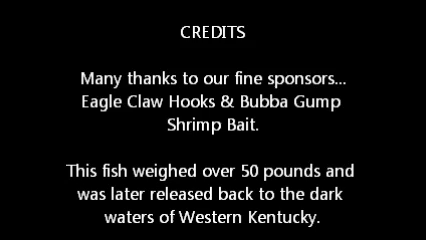 CREDITS
Many thanks to our fine sponsors...
Eagle Claw Hooks & Bubba Gump
Shrimp Bait.
This fish weighed over 50 pounds and
was later released back to the dark
waters of Western Kentucky.